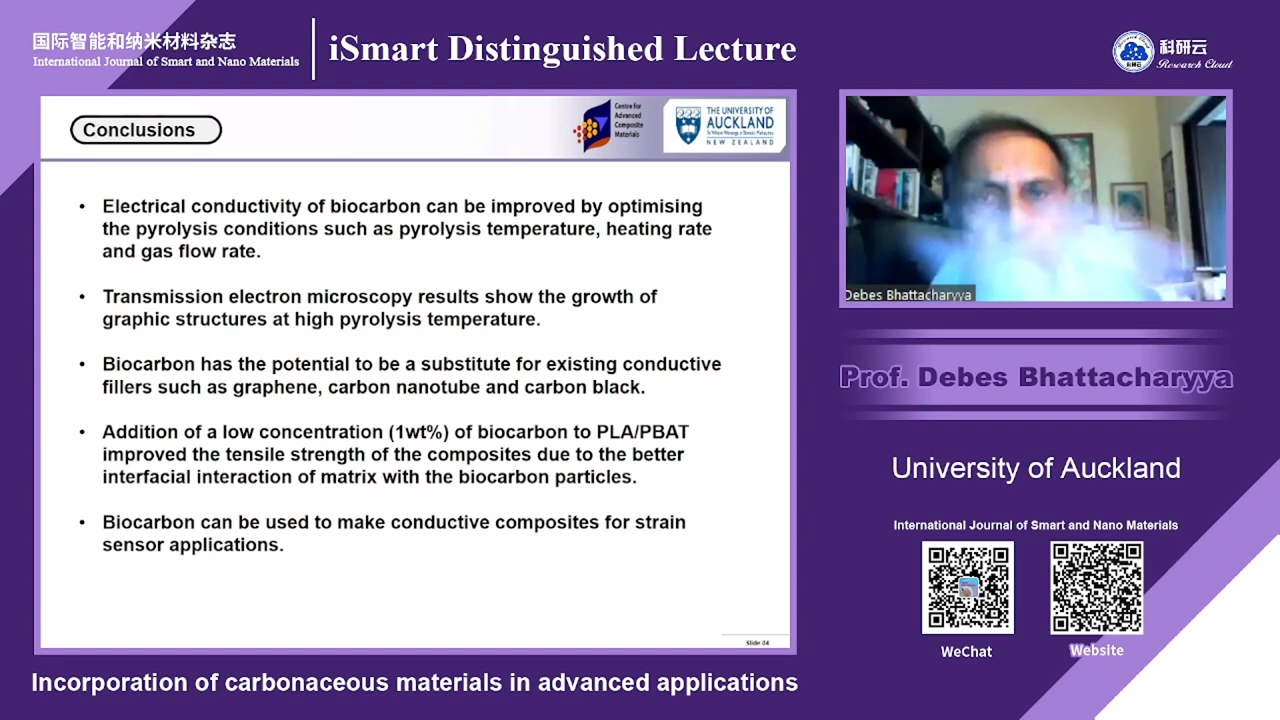 国际智能和纳米材料杂志
International Journal of Smart and Nano Materials
iSmart Distinguished Lecture
科研云
Research Cloud
Conclusions
Centre for
Advanced
Composite
Materials
THE UNIVERSITY OF
AUCKLAND
NEW ZEALAND
• Electrical conductivity of biocarbon can be improved by optimising
the pyrolysis conditions such as pyrolysis temperature, heating rate
and gas flow rate.
• Transmission electron microscopy results show the growth of
graphic structures at high pyrolysis temperature.
• Biocarbon has the potential to be a substitute for existing conductive
fillers such as graphene, carbon nanotube and carbon black.
• Addition of a low concentration (1wt%) of biocarbon to PLA/PBAT
improved the tensile strength of the composites due to the better
interfacial interaction of matrix with the biocarbon particles.
• Biocarbon can be used to make conductive composites for strain
sensor applications.
Debes Bhattacharyya
Prof. Debes Bhattacharyya
University of Auckland
International Journal of Smart and Nano Materials
WeChat
Website
Incorporation of carbonaceous materials in advanced applications